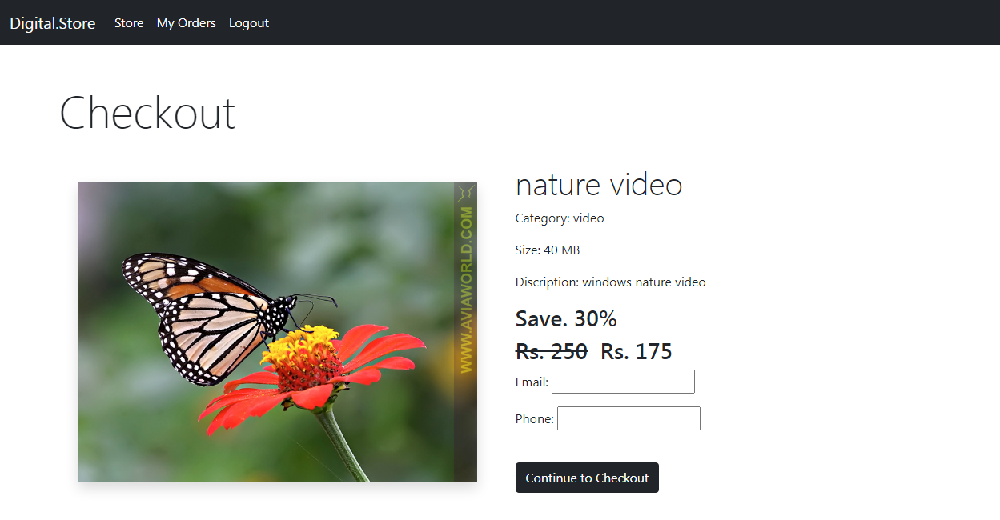 Digital.Store Store My Orders Logout
Checkout
nature video
Category: video
Size: 40 MB
Discription: windows nature video
Save. 30%
Rs. 250 Rs. 175
Email:
Phone:
Continue to Checkout
WWW.AVIAWORLD.COM